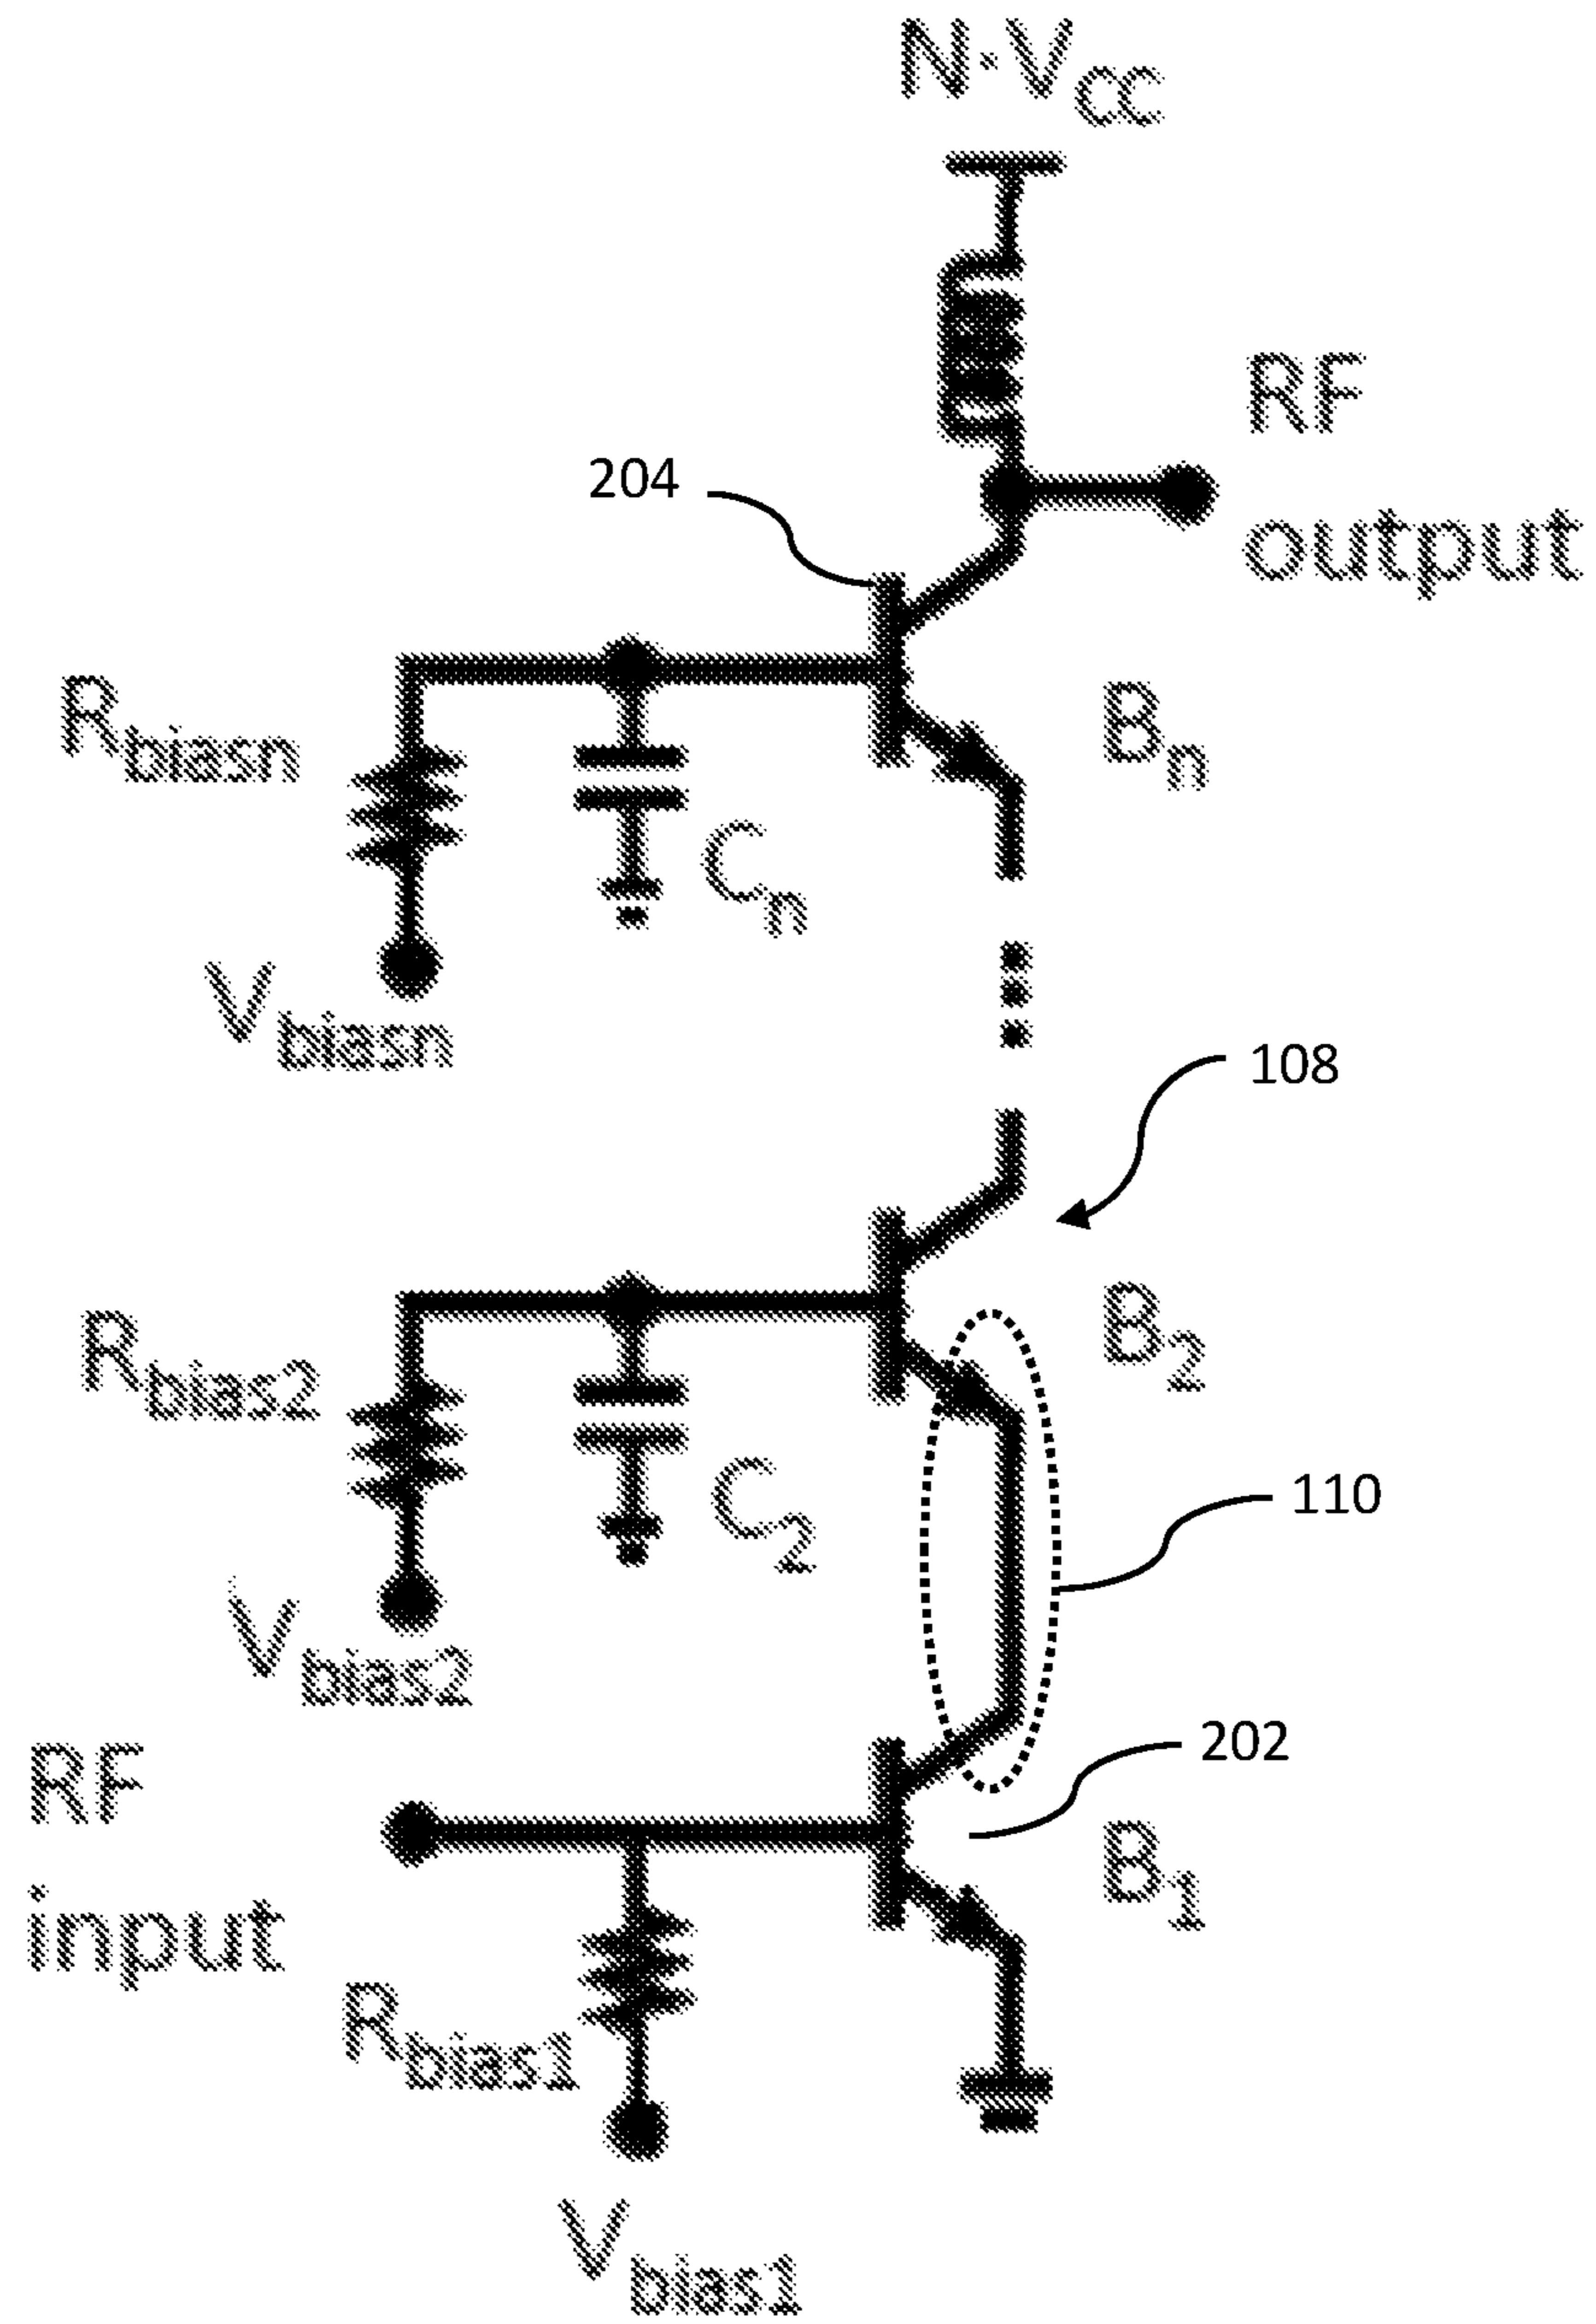 N·VCC
RF
output
204
Rbiasn
Bn
Cn
Vbiasn
108
Rbias2
B2
C2
110
Vbias2
202
RF
input
B1
Rbias1
Vbias1